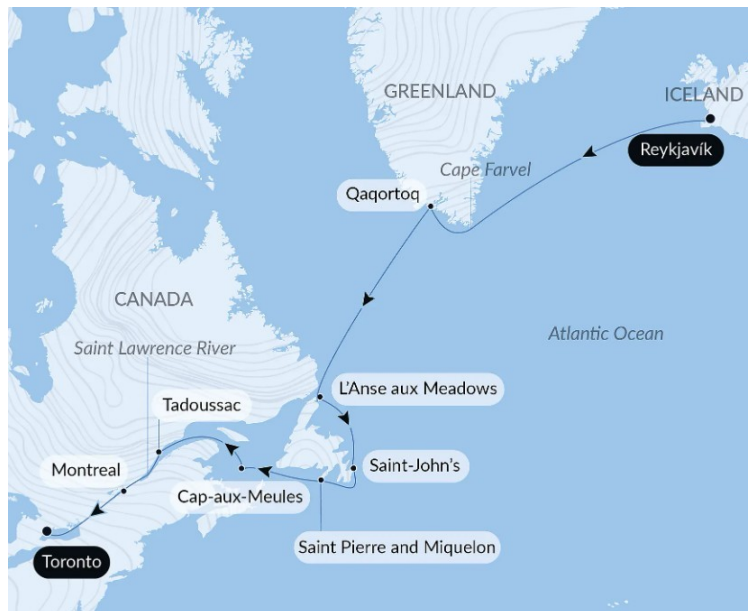 GREENLAND
ICELAND
Reykjavík
Cape Farvel
Qaqortoq
CANADA
Atlantic Ocean
Saint Lawrence River
L'Anse aux Meadows
Tadoussac
Saint-John's
Montreal
Cap-aux-Meules
Saint Pierre and Miquelon
Toronto